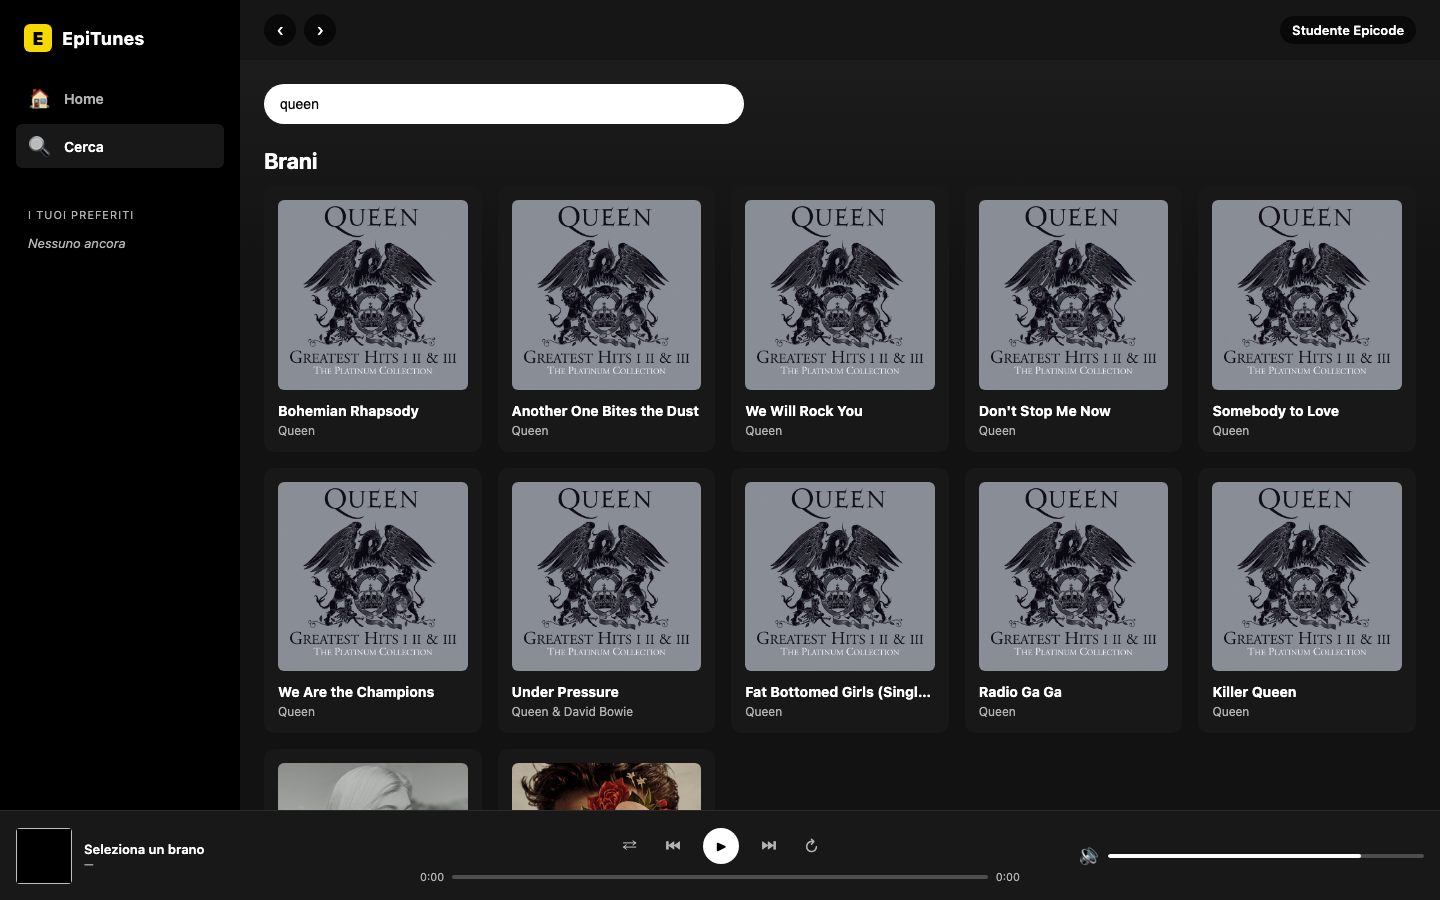 E EpiTunes
Home
Cerca
I TUOI PREFERITI
Nessuno ancora
‹ ›
Studente Epicode
queen
Brani
QUEEN
GREATEST HITS I II & III
THE PLATINUM COLLECTION
Bohemian Rhapsody
Queen
QUEEN
GREATEST HITS I II & III
THE PLATINUM COLLECTION
Another One Bites the Dust
Queen
QUEEN
GREATEST HITS I II & III
THE PLATINUM COLLECTION
We Will Rock You
Queen
QUEEN
GREATEST HITS I II & III
THE PLATINUM COLLECTION
Don't Stop Me Now
Queen
QUEEN
GREATEST HITS I II & III
THE PLATINUM COLLECTION
Somebody to Love
Queen
QUEEN
GREATEST HITS I II & III
THE PLATINUM COLLECTION
We Are the Champions
Queen
QUEEN
GREATEST HITS I II & III
THE PLATINUM COLLECTION
Under Pressure
Queen & David Bowie
QUEEN
GREATEST HITS I II & III
THE PLATINUM COLLECTION
Fat Bottomed Girls (Singl...
Queen
QUEEN
GREATEST HITS I II & III
THE PLATINUM COLLECTION
Radio Ga Ga
Queen
QUEEN
GREATEST HITS I II & III
THE PLATINUM COLLECTION
Killer Queen
Queen
Seleziona un brano
—
0:00
0:00